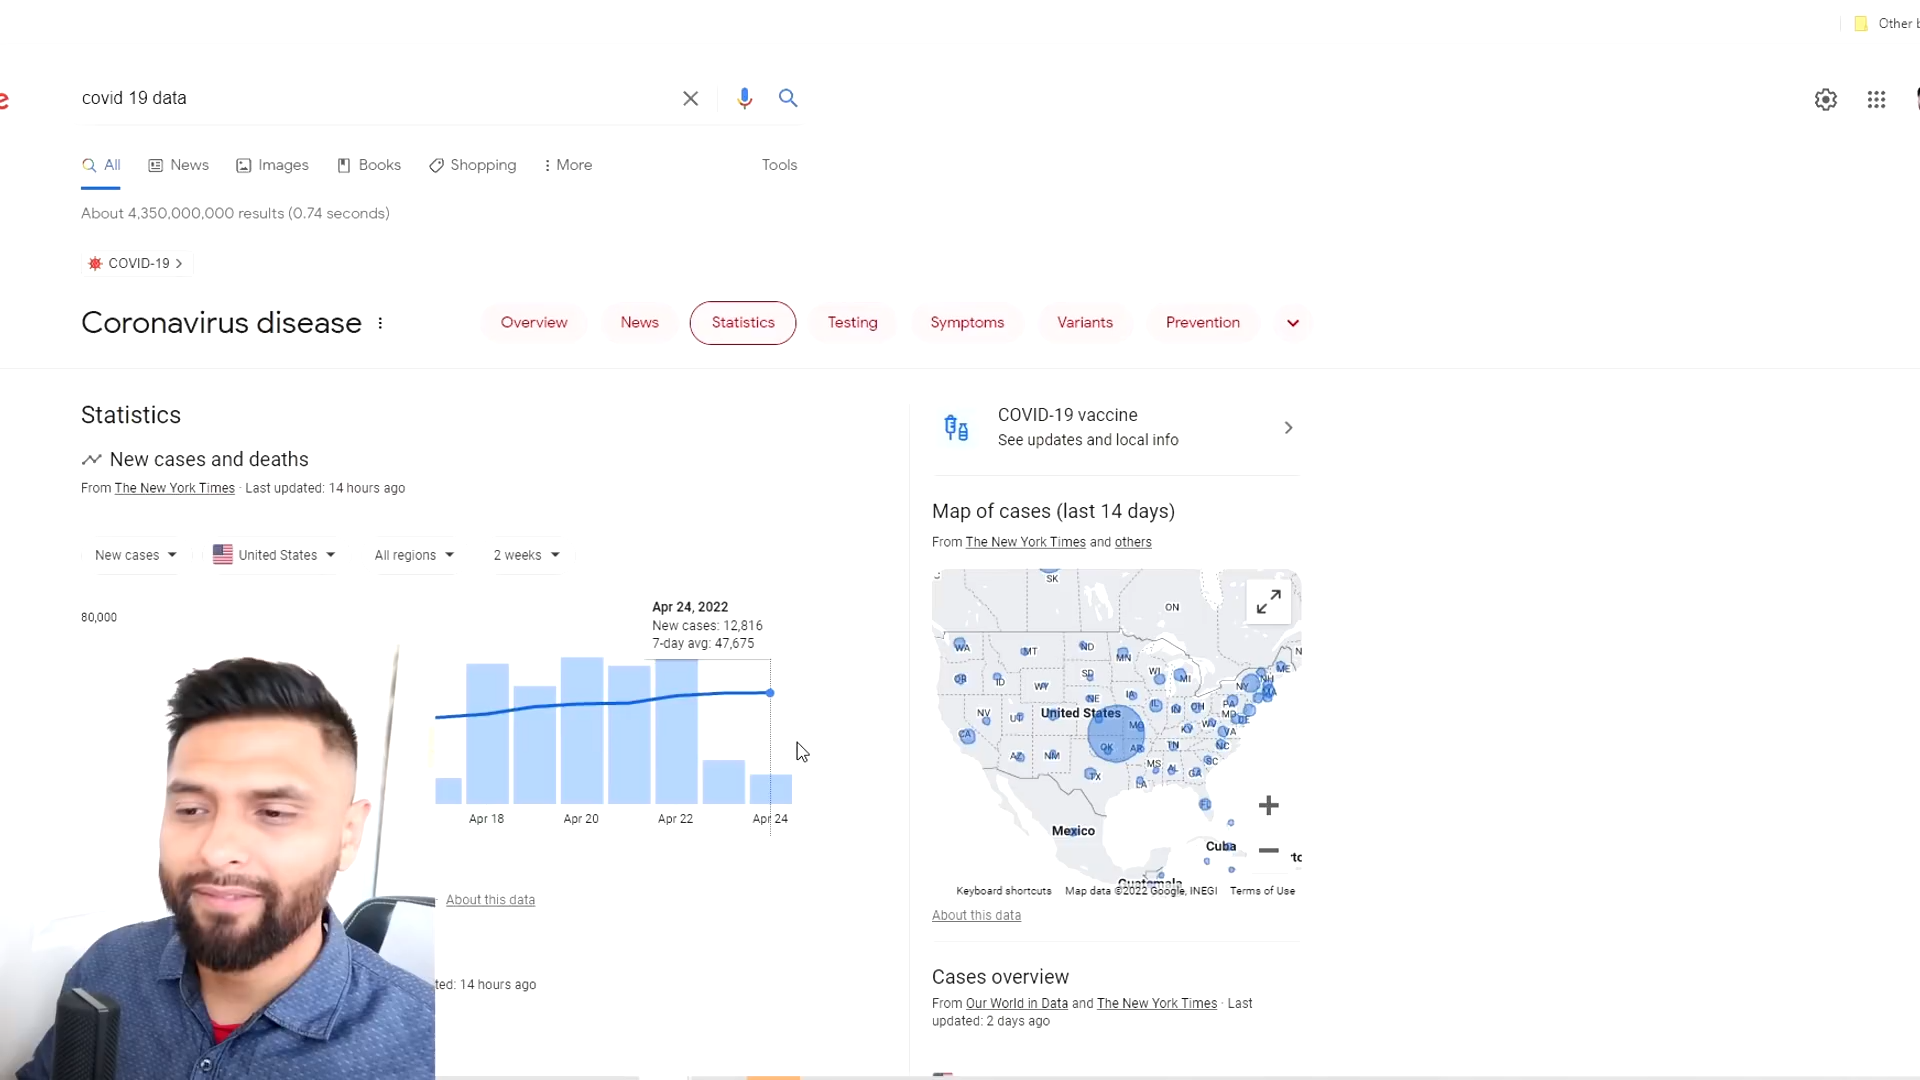 Other b
e
covid 19 data
All News Images Books Shopping More Tools
About 4,350,000,000 results (0.74 seconds)
COVID-19
Coronavirus disease
Overview News Statistics Testing Symptoms Variants Prevention
Statistics
New cases and deaths
From The New York Times · Last updated: 14 hours ago
New cases United States All regions 2 weeks
80,000
Apr 24, 2022
New cases: 12,816
7-day avg: 47,675
Apr 18 Apr 20 Apr 22 Apr 24
About this data
ted: 14 hours ago
COVID-19 vaccine
See updates and local info
Map of cases (last 14 days)
From The New York Times and others
SK
ON
WA MT ND MN
OR ID SD WI MI NY NH ME
WY IA MA
NV UT NE IL IN OH PA
United States MD DE
CA MO KY WV VA
AZ NM OK AR TN NC
MS AL GA SC
TX LA
FL
Mexico
Cuba
rto
Guatemala
Keyboard shortcuts Map data ©2022 Google, INEGI Terms of Use
About this data
Cases overview
From Our World in Data and The New York Times · Last
updated: 2 days ago